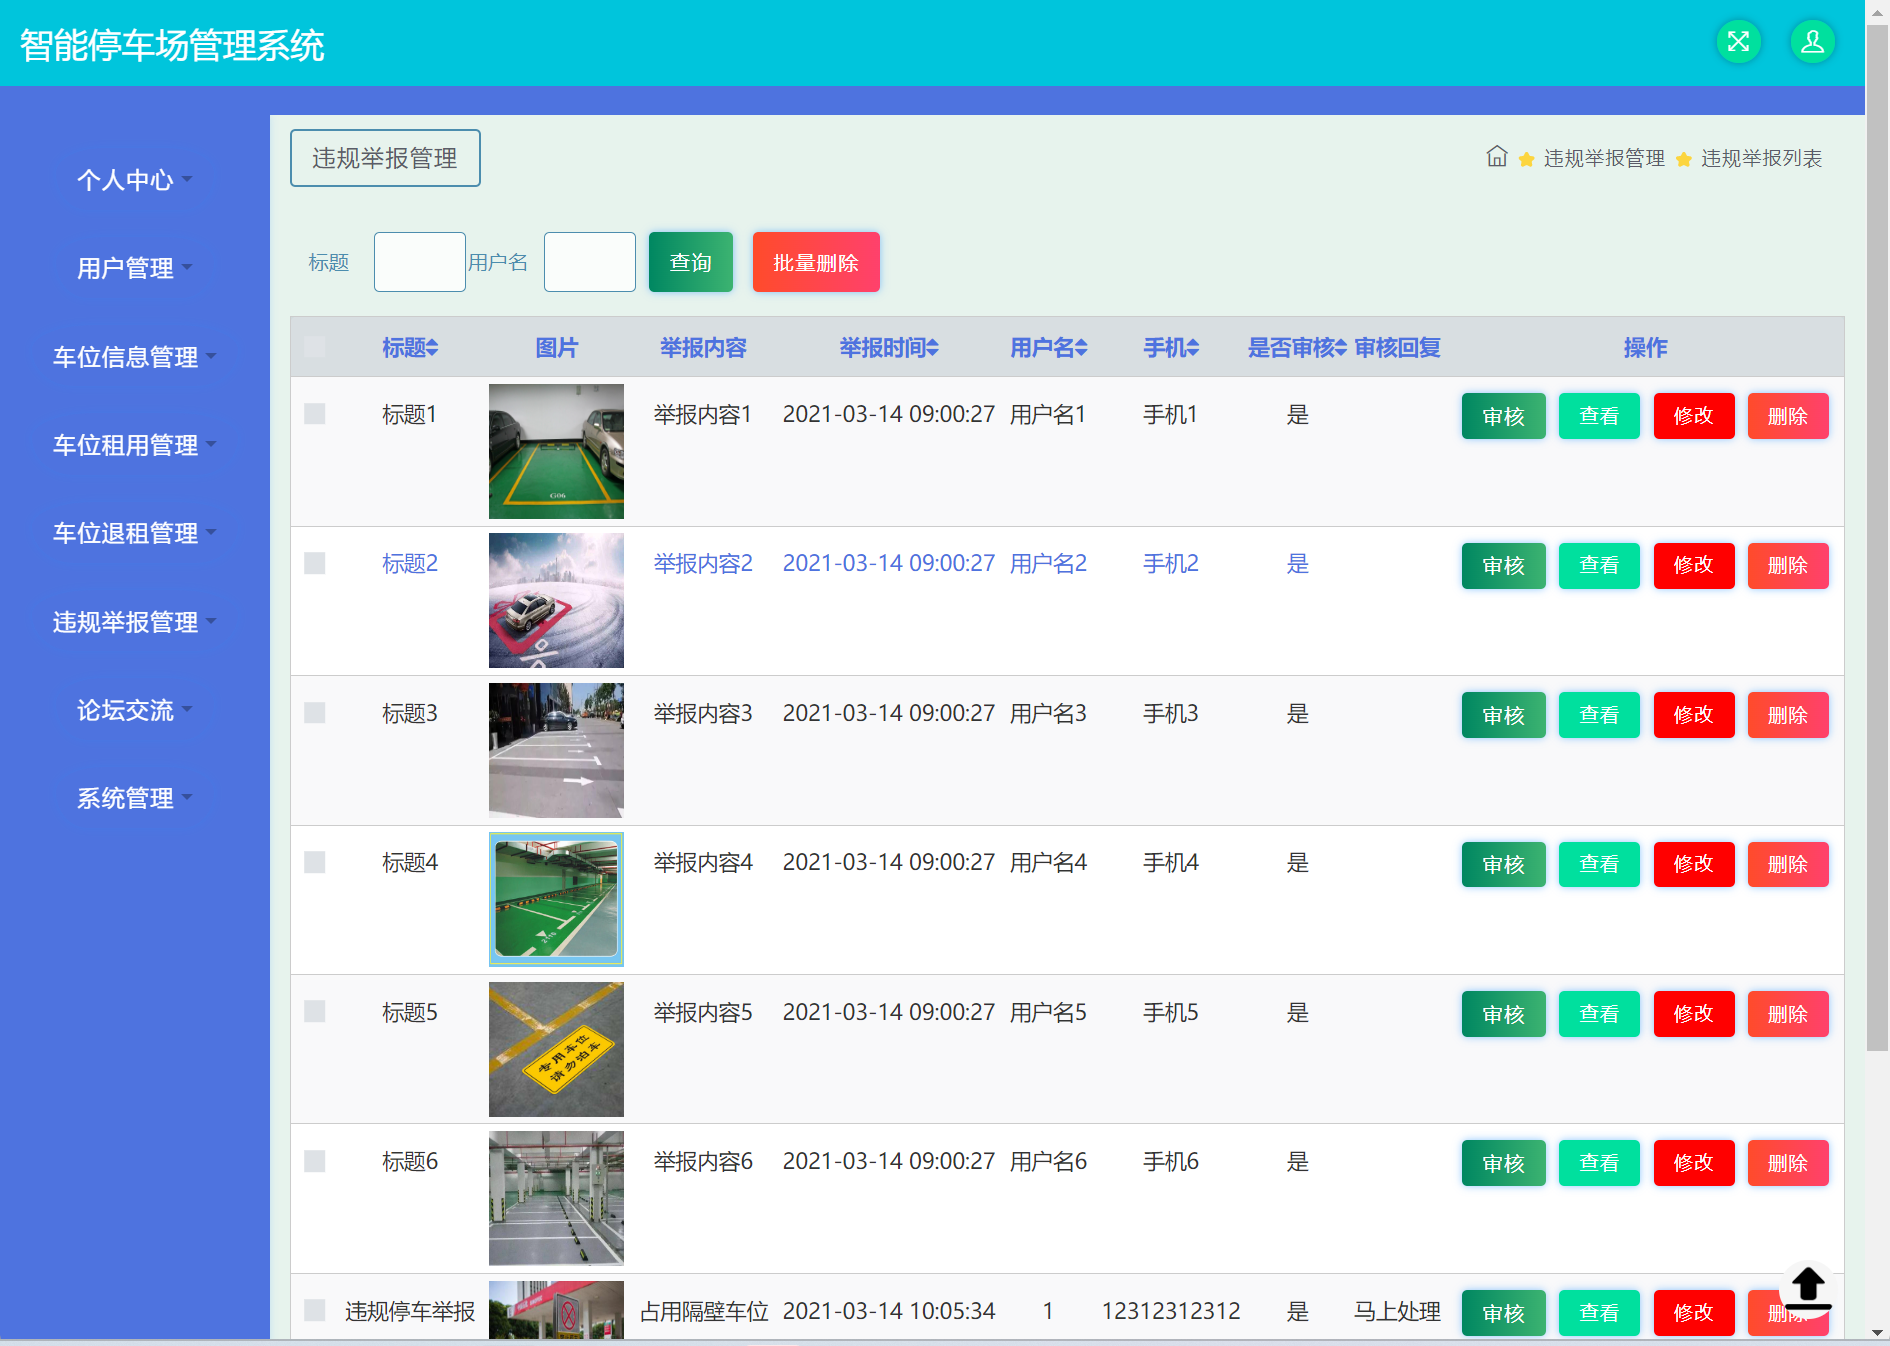 智能停车场管理系统
个人中心
用户管理
车位信息管理
车位租用管理
车位退租管理
违规举报管理
论坛交流
系统管理
违规举报管理
违规举报管理 违规举报列表
标题 用户名 查询 批量删除
标题 图片 举报内容 举报时间 用户名 手机 是否审核 审核回复 操作
标题1 举报内容1 2021-03-14 09:00:27 用户名1 手机1 是 审核 查看 修改 删除
G06
标题2 举报内容2 2021-03-14 09:00:27 用户名2 手机2 是 审核 查看 修改 删除
标题3 举报内容3 2021-03-14 09:00:27 用户名3 手机3 是 审核 查看 修改 删除
标题4 举报内容4 2021-03-14 09:00:27 用户名4 手机4 是 审核 查看 修改 删除
标题5 举报内容5 2021-03-14 09:00:27 用户名5 手机5 是 审核 查看 修改 删除
专用车位
请勿泊车
标题6 举报内容6 2021-03-14 09:00:27 用户名6 手机6 是 审核 查看 修改 删除
违规停车举报 占用隔壁车位 2021-03-14 10:05:34 1 12312312312 是 马上处理 审核 查看 修改 删除